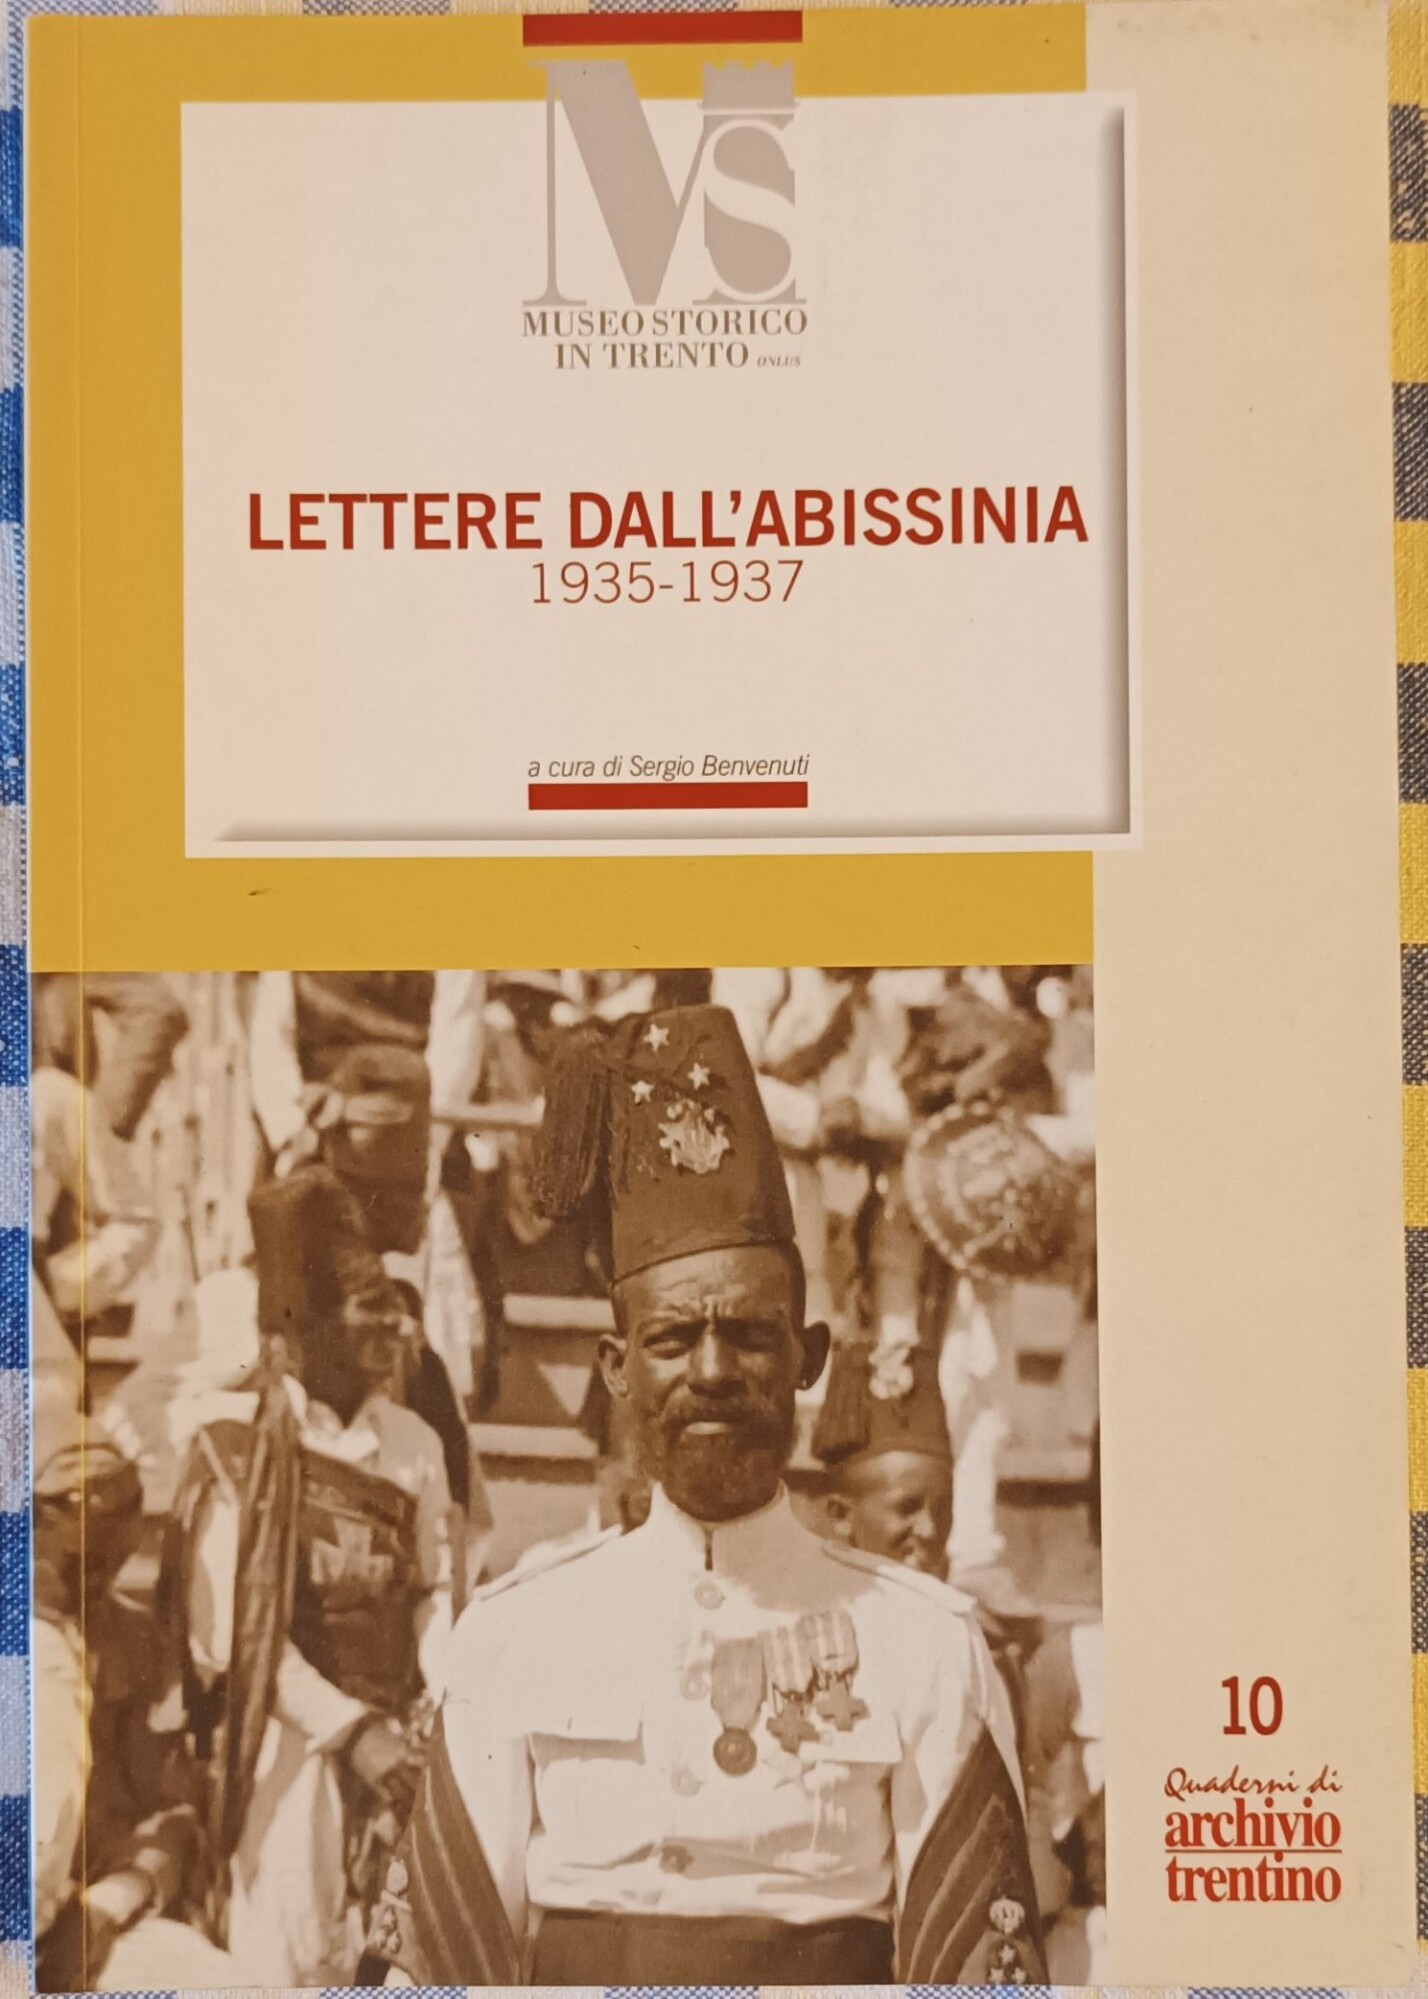 MS
MUSEO STORICO
IN TRENTO ONLUS
LETTERE DALL'ABISSINIA
1935-1937
a cura di Sergio Benvenuti
10
Quaderni di
archivio
trentino